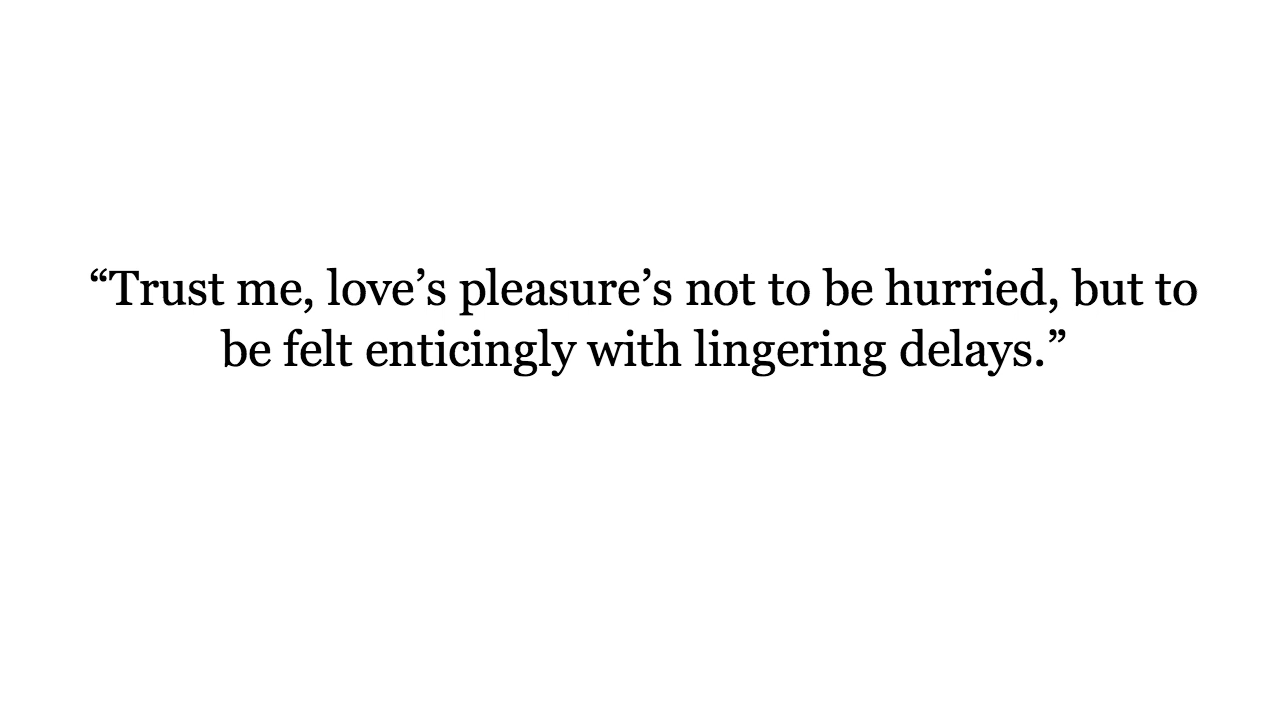 “Trust me, love’s pleasure’s not to be hurried, but to
be felt enticingly with lingering delays.”